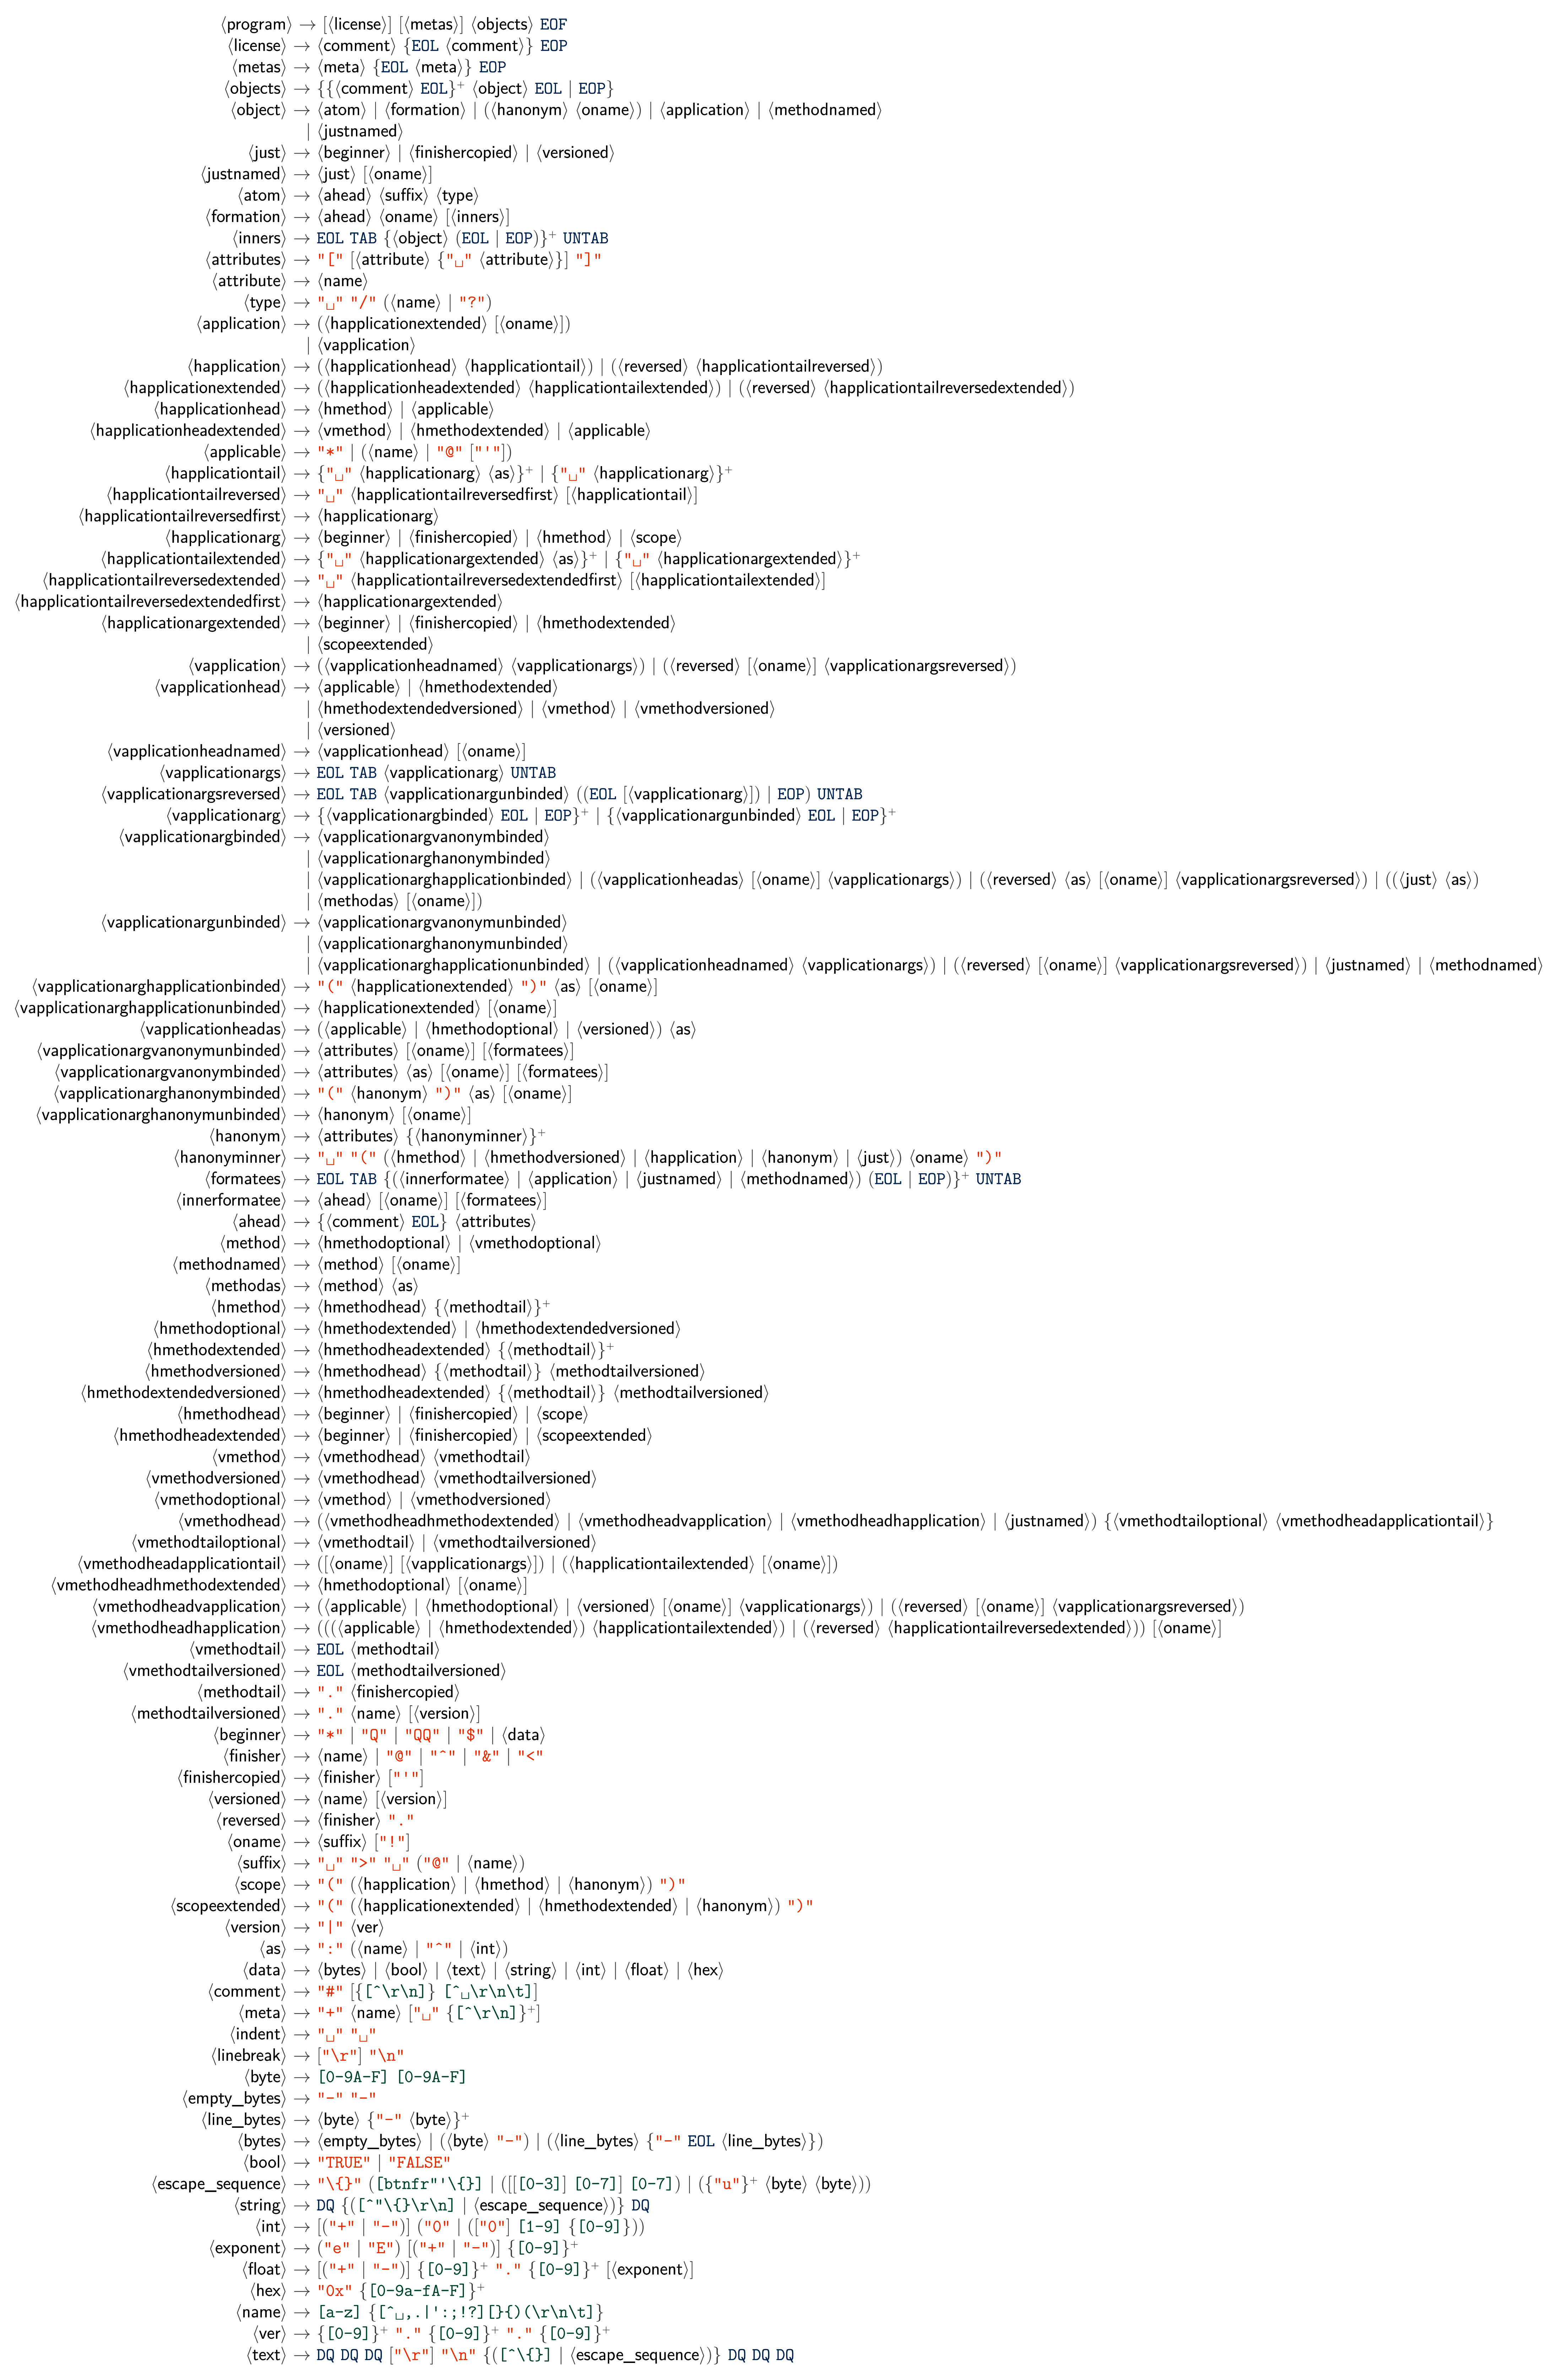 ⟨program⟩ → [⟨license⟩] [⟨metas⟩] ⟨objects⟩ EOF
⟨license⟩ → ⟨comment⟩ {EOL ⟨comment⟩} EOP
⟨metas⟩ → ⟨meta⟩ {EOL ⟨meta⟩} EOP
⟨objects⟩ → {{⟨comment⟩ EOL}⁺ ⟨object⟩ EOL | EOP}
⟨object⟩ → ⟨atom⟩ | ⟨formation⟩ | (⟨hanonym⟩ ⟨oname⟩) | ⟨application⟩ | ⟨methodnamed⟩
| ⟨justnamed⟩
⟨just⟩ → ⟨beginner⟩ | ⟨finishercopied⟩ | ⟨versioned⟩
⟨justnamed⟩ → ⟨just⟩ [⟨oname⟩]
⟨atom⟩ → ⟨ahead⟩ ⟨suffix⟩ ⟨type⟩
⟨formation⟩ → ⟨ahead⟩ ⟨oname⟩ [⟨inners⟩]
⟨inners⟩ → EOL TAB {⟨object⟩ (EOL | EOP)}⁺ UNTAB
⟨attributes⟩ → "[" [⟨attribute⟩ {"␣" ⟨attribute⟩}] "]"
⟨attribute⟩ → ⟨name⟩
⟨type⟩ → "␣" "/" (⟨name⟩ | "?")
⟨application⟩ → (⟨happlicationextended⟩ [⟨oname⟩])
| ⟨vapplication⟩
⟨happlication⟩ → (⟨happlicationhead⟩ ⟨happlicationtail⟩) | (⟨reversed⟩ ⟨happlicationtailreversed⟩)
⟨happlicationextended⟩ → (⟨happlicationheadextended⟩ ⟨happlicationtailextended⟩) | (⟨reversed⟩ ⟨happlicationtailreversedextended⟩)
⟨happlicationhead⟩ → ⟨hmethod⟩ | ⟨applicable⟩
⟨happlicationheadextended⟩ → ⟨vmethod⟩ | ⟨hmethodextended⟩ | ⟨applicable⟩
⟨applicable⟩ → "*" | (⟨name⟩ | "@" ["'"])
⟨happlicationtail⟩ → {"␣" ⟨happlicationarg⟩ ⟨as⟩}⁺ | {"␣" ⟨happlicationarg⟩}⁺
⟨happlicationtailreversed⟩ → "␣" ⟨happlicationtailreversedfirst⟩ [⟨happlicationtail⟩]
⟨happlicationtailreversedfirst⟩ → ⟨happlicationarg⟩
⟨happlicationarg⟩ → ⟨beginner⟩ | ⟨finishercopied⟩ | ⟨hmethod⟩ | ⟨scope⟩
⟨happlicationtailextended⟩ → {"␣" ⟨happlicationargextended⟩ ⟨as⟩}⁺ | {"␣" ⟨happlicationargextended⟩}⁺
⟨happlicationtailreversedextended⟩ → "␣" ⟨happlicationtailreversedextendedfirst⟩ [⟨happlicationtailextended⟩]
⟨happlicationtailreversedextendedfirst⟩ → ⟨happlicationargextended⟩
⟨happlicationargextended⟩ → ⟨beginner⟩ | ⟨finishercopied⟩ | ⟨hmethodextended⟩
| ⟨scopeextended⟩
⟨vapplication⟩ → (⟨vapplicationheadnamed⟩ ⟨vapplicationargs⟩) | (⟨reversed⟩ [⟨oname⟩] ⟨vapplicationargsreversed⟩)
⟨vapplicationhead⟩ → ⟨applicable⟩ | ⟨hmethodextended⟩
| ⟨hmethodextendedversioned⟩ | ⟨vmethod⟩ | ⟨vmethodversioned⟩
| ⟨versioned⟩
⟨vapplicationheadnamed⟩ → ⟨vapplicationhead⟩ [⟨oname⟩]
⟨vapplicationargs⟩ → EOL TAB ⟨vapplicationarg⟩ UNTAB
⟨vapplicationargsreversed⟩ → EOL TAB ⟨vapplicationargunbinded⟩ ((EOL [⟨vapplicationarg⟩]) | EOP) UNTAB
⟨vapplicationarg⟩ → {⟨vapplicationargbinded⟩ EOL | EOP}⁺ | {⟨vapplicationargunbinded⟩ EOL | EOP}⁺
⟨vapplicationargbinded⟩ → ⟨vapplicationargvanonymbinded⟩
| ⟨vapplicationarghanonymbinded⟩
| ⟨vapplicationarghapplicationbinded⟩ | (⟨vapplicationheadas⟩ [⟨oname⟩] ⟨vapplicationargs⟩) | (⟨reversed⟩ ⟨as⟩ [⟨oname⟩] ⟨vapplicationargsreversed⟩) | ((⟨just⟩ ⟨as⟩)
| ⟨methodas⟩ [⟨oname⟩])
⟨vapplicationargunbinded⟩ → ⟨vapplicationargvanonymunbinded⟩
| ⟨vapplicationarghanonymunbinded⟩
| ⟨vapplicationarghapplicationunbinded⟩ | (⟨vapplicationheadnamed⟩ ⟨vapplicationargs⟩) | (⟨reversed⟩ [⟨oname⟩] ⟨vapplicationargsreversed⟩) | ⟨justnamed⟩ | ⟨methodnamed⟩
⟨vapplicationarghapplicationbinded⟩ → "(" ⟨happlicationextended⟩ ")" ⟨as⟩ [⟨oname⟩]
⟨vapplicationarghapplicationunbinded⟩ → ⟨happlicationextended⟩ [⟨oname⟩]
⟨vapplicationheadas⟩ → (⟨applicable⟩ | ⟨hmethodoptional⟩ | ⟨versioned⟩) ⟨as⟩
⟨vapplicationargvanonymunbinded⟩ → ⟨attributes⟩ [⟨oname⟩] [⟨formatees⟩]
⟨vapplicationargvanonymbinded⟩ → ⟨attributes⟩ ⟨as⟩ [⟨oname⟩] [⟨formatees⟩]
⟨vapplicationarghanonymbinded⟩ → "(" ⟨hanonym⟩ ")" ⟨as⟩ [⟨oname⟩]
⟨vapplicationarghanonymunbinded⟩ → ⟨hanonym⟩ [⟨oname⟩]
⟨hanonym⟩ → ⟨attributes⟩ {⟨hanonyminner⟩}⁺
⟨hanonyminner⟩ → "␣" "(" (⟨hmethod⟩ | ⟨hmethodversioned⟩ | ⟨happlication⟩ | ⟨hanonym⟩ | ⟨just⟩) ⟨oname⟩ ")"
⟨formatees⟩ → EOL TAB {(⟨innerformatee⟩ | ⟨application⟩ | ⟨justnamed⟩ | ⟨methodnamed⟩) (EOL | EOP)}⁺ UNTAB
⟨innerformatee⟩ → ⟨ahead⟩ [⟨oname⟩] [⟨formatees⟩]
⟨ahead⟩ → {⟨comment⟩ EOL} ⟨attributes⟩
⟨method⟩ → ⟨hmethodoptional⟩ | ⟨vmethodoptional⟩
⟨methodnamed⟩ → ⟨method⟩ [⟨oname⟩]
⟨methodas⟩ → ⟨method⟩ ⟨as⟩
⟨hmethod⟩ → ⟨hmethodhead⟩ {⟨methodtail⟩}⁺
⟨hmethodoptional⟩ → ⟨hmethodextended⟩ | ⟨hmethodextendedversioned⟩
⟨hmethodextended⟩ → ⟨hmethodheadextended⟩ {⟨methodtail⟩}⁺
⟨hmethodversioned⟩ → ⟨hmethodhead⟩ {⟨methodtail⟩} ⟨methodtailversioned⟩
⟨hmethodextendedversioned⟩ → ⟨hmethodheadextended⟩ {⟨methodtail⟩} ⟨methodtailversioned⟩
⟨hmethodhead⟩ → ⟨beginner⟩ | ⟨finishercopied⟩ | ⟨scope⟩
⟨hmethodheadextended⟩ → ⟨beginner⟩ | ⟨finishercopied⟩ | ⟨scopeextended⟩
⟨vmethod⟩ → ⟨vmethodhead⟩ ⟨vmethodtail⟩
⟨vmethodversioned⟩ → ⟨vmethodhead⟩ ⟨vmethodtailversioned⟩
⟨vmethodoptional⟩ → ⟨vmethod⟩ | ⟨vmethodversioned⟩
⟨vmethodhead⟩ → (⟨vmethodheadhmethodextended⟩ | ⟨vmethodheadvapplication⟩ | ⟨vmethodheadhapplication⟩ | ⟨justnamed⟩) {⟨vmethodtailoptional⟩ ⟨vmethodheadapplicationtail⟩}
⟨vmethodtailoptional⟩ → ⟨vmethodtail⟩ | ⟨vmethodtailversioned⟩
⟨vmethodheadapplicationtail⟩ → ([⟨oname⟩] [⟨vapplicationargs⟩]) | (⟨happlicationtailextended⟩ [⟨oname⟩])
⟨vmethodheadhmethodextended⟩ → ⟨hmethodoptional⟩ [⟨oname⟩]
⟨vmethodheadvapplication⟩ → (⟨applicable⟩ | ⟨hmethodoptional⟩ | ⟨versioned⟩ [⟨oname⟩] ⟨vapplicationargs⟩) | (⟨reversed⟩ [⟨oname⟩] ⟨vapplicationargsreversed⟩)
⟨vmethodheadhapplication⟩ → (((⟨applicable⟩ | ⟨hmethodextended⟩) ⟨happlicationtailextended⟩) | (⟨reversed⟩ ⟨happlicationtailreversedextended⟩)) [⟨oname⟩]
⟨vmethodtail⟩ → EOL ⟨methodtail⟩
⟨vmethodtailversioned⟩ → EOL ⟨methodtailversioned⟩
⟨methodtail⟩ → "." ⟨finishercopied⟩
⟨methodtailversioned⟩ → "." ⟨name⟩ [⟨version⟩]
⟨beginner⟩ → "*" | "Q" | "QQ" | "$" | ⟨data⟩
⟨finisher⟩ → ⟨name⟩ | "@" | "^" | "&" | "<"
⟨finishercopied⟩ → ⟨finisher⟩ ["'"]
⟨versioned⟩ → ⟨name⟩ [⟨version⟩]
⟨reversed⟩ → ⟨finisher⟩ "."
⟨oname⟩ → ⟨suffix⟩ ["!"]
⟨suffix⟩ → "␣" ">" "␣" ("@" | ⟨name⟩)
⟨scope⟩ → "(" (⟨happlication⟩ | ⟨hmethod⟩ | ⟨hanonym⟩) ")"
⟨scopeextended⟩ → "(" (⟨happlicationextended⟩ | ⟨hmethodextended⟩ | ⟨hanonym⟩) ")"
⟨version⟩ → "|" ⟨ver⟩
⟨as⟩ → ":" (⟨name⟩ | "^" | ⟨int⟩)
⟨data⟩ → ⟨bytes⟩ | ⟨bool⟩ | ⟨text⟩ | ⟨string⟩ | ⟨int⟩ | ⟨float⟩ | ⟨hex⟩
⟨comment⟩ → "#" [{[^\r\n]} [^␣\r\n\t]]
⟨meta⟩ → "+" ⟨name⟩ ["␣" {[^\r\n]}⁺]
⟨indent⟩ → "␣" "␣"
⟨linebreak⟩ → ["\r"] "\n"
⟨byte⟩ → [0-9A-F] [0-9A-F]
⟨empty_bytes⟩ → "-" "-"
⟨line_bytes⟩ → ⟨byte⟩ {"-" ⟨byte⟩}⁺
⟨bytes⟩ → ⟨empty_bytes⟩ | (⟨byte⟩ "-") | (⟨line_bytes⟩ {"-" EOL ⟨line_bytes⟩})
⟨bool⟩ → "TRUE" | "FALSE"
⟨escape_sequence⟩ → "\{}" ([btnfr"'\{}] | ([[[0-3]] [0-7]] [0-7]) | ({"u"}⁺ ⟨byte⟩ ⟨byte⟩))
⟨string⟩ → DQ {([^"\{}\r\n] | ⟨escape_sequence⟩)} DQ
⟨int⟩ → [("+" | "-")] ("0" | (["0"] [1-9] {[0-9]}))
⟨exponent⟩ → ("e" | "E") [("+" | "-")] {[0-9]}⁺
⟨float⟩ → [("+" | "-")] {[0-9]}⁺ "." {[0-9]}⁺ [⟨exponent⟩]
⟨hex⟩ → "0x" {[0-9a-fA-F]}⁺
⟨name⟩ → [a-z] {[^␣,.|':;!?][}{)(\r\n\t]}
⟨ver⟩ → {[0-9]}⁺ "." {[0-9]}⁺ "." {[0-9]}⁺
⟨text⟩ → DQ DQ DQ ["\r"] "\n" {([^\{}] | ⟨escape_sequence⟩)} DQ DQ DQ